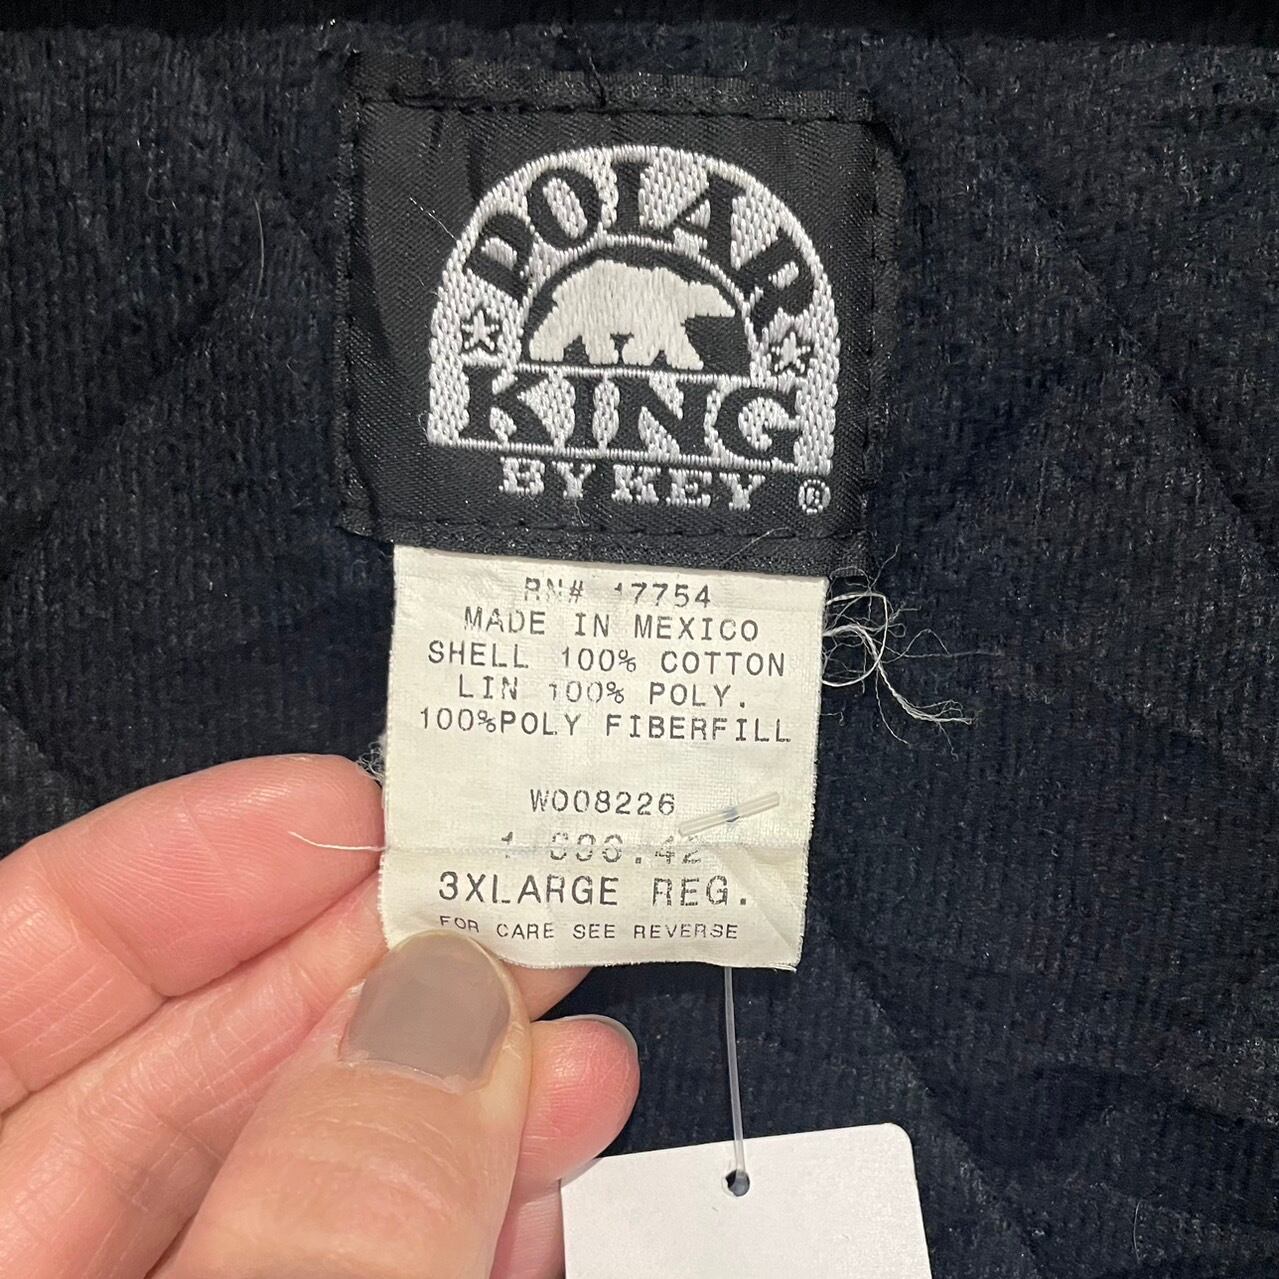 POLAR
KING
BY KEY ®
RN# 17754
MADE IN MEXICO
SHELL 100% COTTON
LIN 100% POLY.
100%POLY FIBERFILL
W008226
3XLARGE REG.
FOR CARE SEE REVERSE